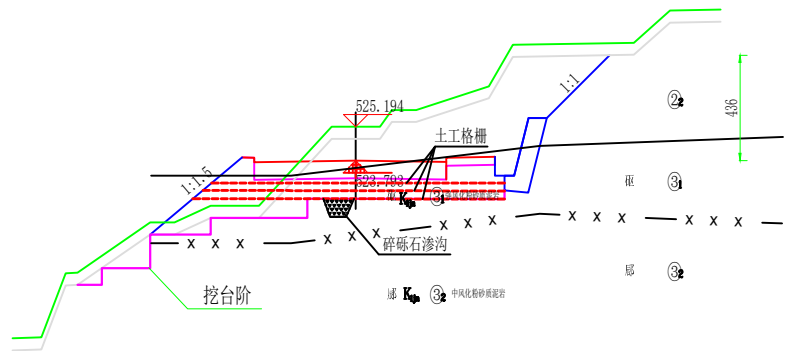 1:1
②2
436
525.194
土工格栅
1:1.5
523.793
③1
③1
x x x
x x x
x x x
x x x
碎砾石渗沟
③2
③2 中风化粉砂质泥岩
挖台阶